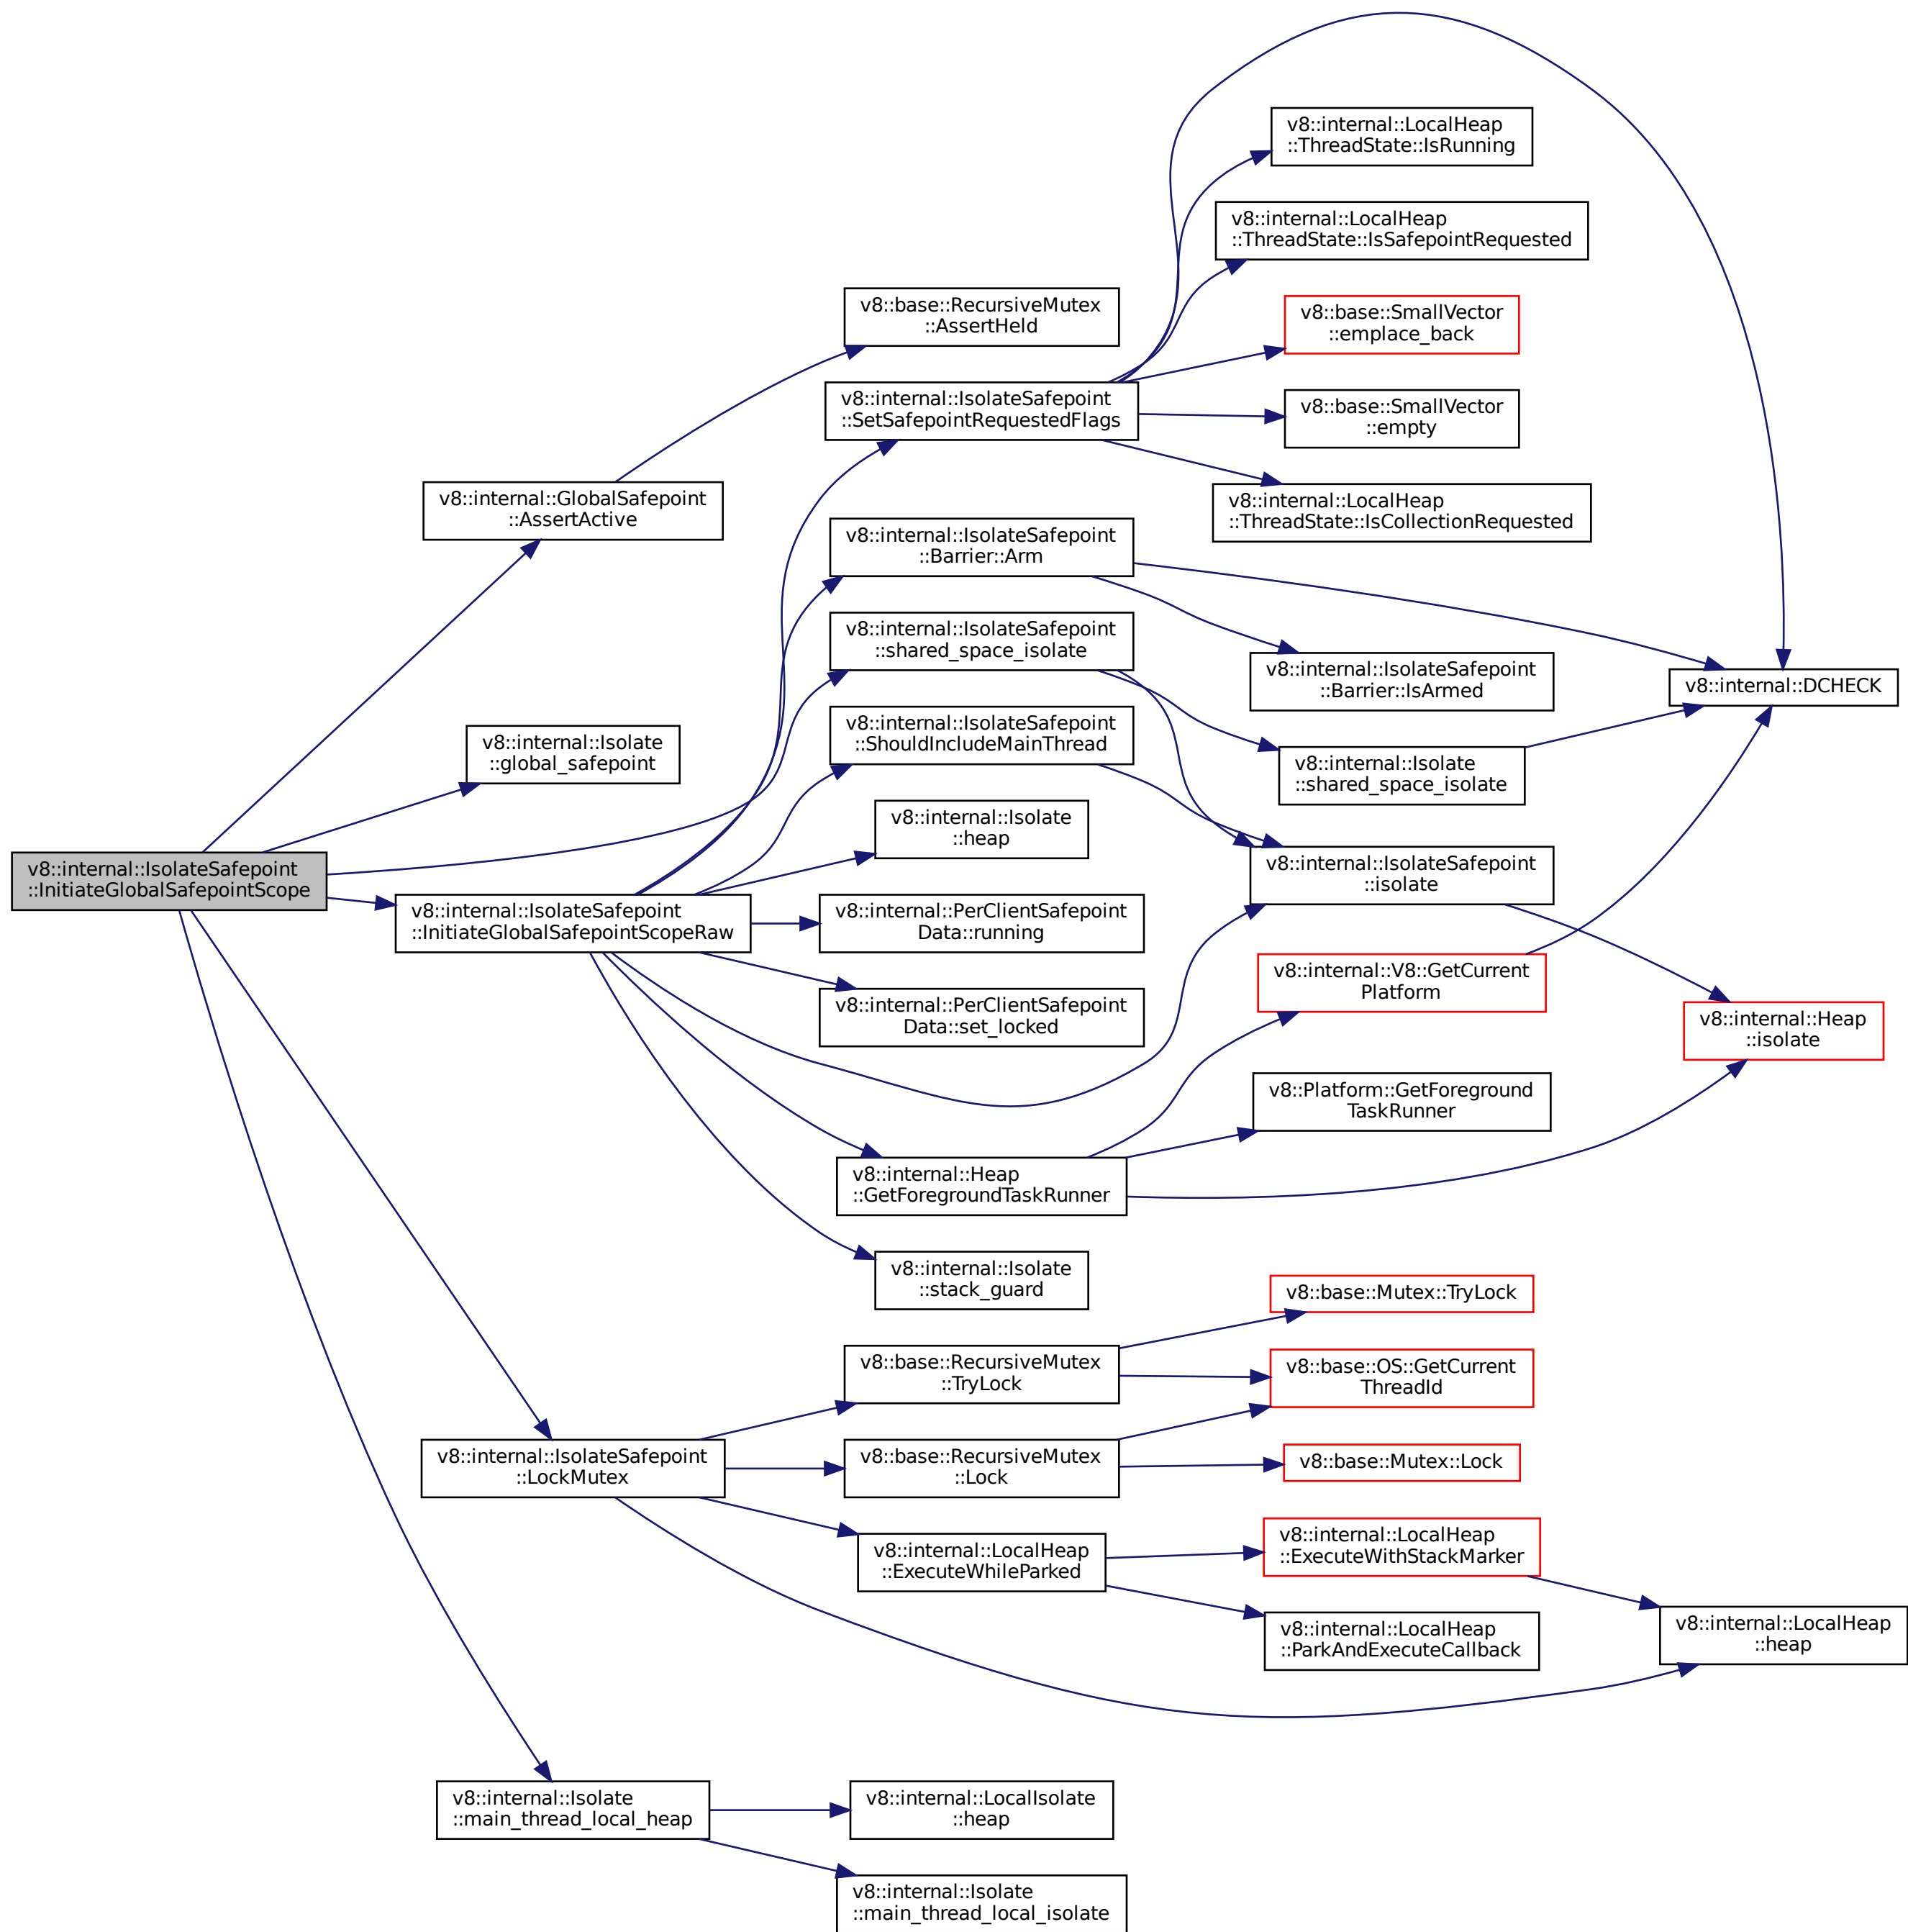 v8::internal::LocalHeap
::ThreadState::IsRunning
v8::internal::LocalHeap
::ThreadState::IsSafepointRequested
v8::base::RecursiveMutex
::AssertHeld
v8::base::SmallVector
::emplace_back
v8::internal::IsolateSafepoint
::SetSafepointRequestedFlags
v8::base::SmallVector
::empty
v8::internal::GlobalSafepoint
::AssertActive
v8::internal::LocalHeap
::ThreadState::IsCollectionRequested
v8::internal::IsolateSafepoint
::Barrier::Arm
v8::internal::IsolateSafepoint
::shared_space_isolate
v8::internal::IsolateSafepoint
::Barrier::IsArmed
v8::internal::DCHECK
v8::internal::Isolate
::global_safepoint
v8::internal::IsolateSafepoint
::ShouldIncludeMainThread
v8::internal::Isolate
::shared_space_isolate
v8::internal::Isolate
::heap
v8::internal::IsolateSafepoint
::InitiateGlobalSafepointScope
v8::internal::IsolateSafepoint
::isolate
v8::internal::IsolateSafepoint
::InitiateGlobalSafepointScopeRaw
v8::internal::PerClientSafepoint
Data::running
v8::internal::V8::GetCurrent
Platform
v8::internal::PerClientSafepoint
Data::set_locked
v8::internal::Heap
::isolate
v8::Platform::GetForeground
TaskRunner
v8::internal::Heap
::GetForegroundTaskRunner
v8::internal::Isolate
::stack_guard
v8::base::Mutex::TryLock
v8::base::RecursiveMutex
::TryLock
v8::base::OS::GetCurrent
ThreadId
v8::internal::IsolateSafepoint
::LockMutex
v8::base::RecursiveMutex
::Lock
v8::base::Mutex::Lock
v8::internal::LocalHeap
::ExecuteWhileParked
v8::internal::LocalHeap
::ExecuteWithStackMarker
v8::internal::LocalHeap
::ParkAndExecuteCallback
v8::internal::LocalHeap
::heap
v8::internal::Isolate
::main_thread_local_heap
v8::internal::LocalIsolate
::heap
v8::internal::Isolate
::main_thread_local_isolate